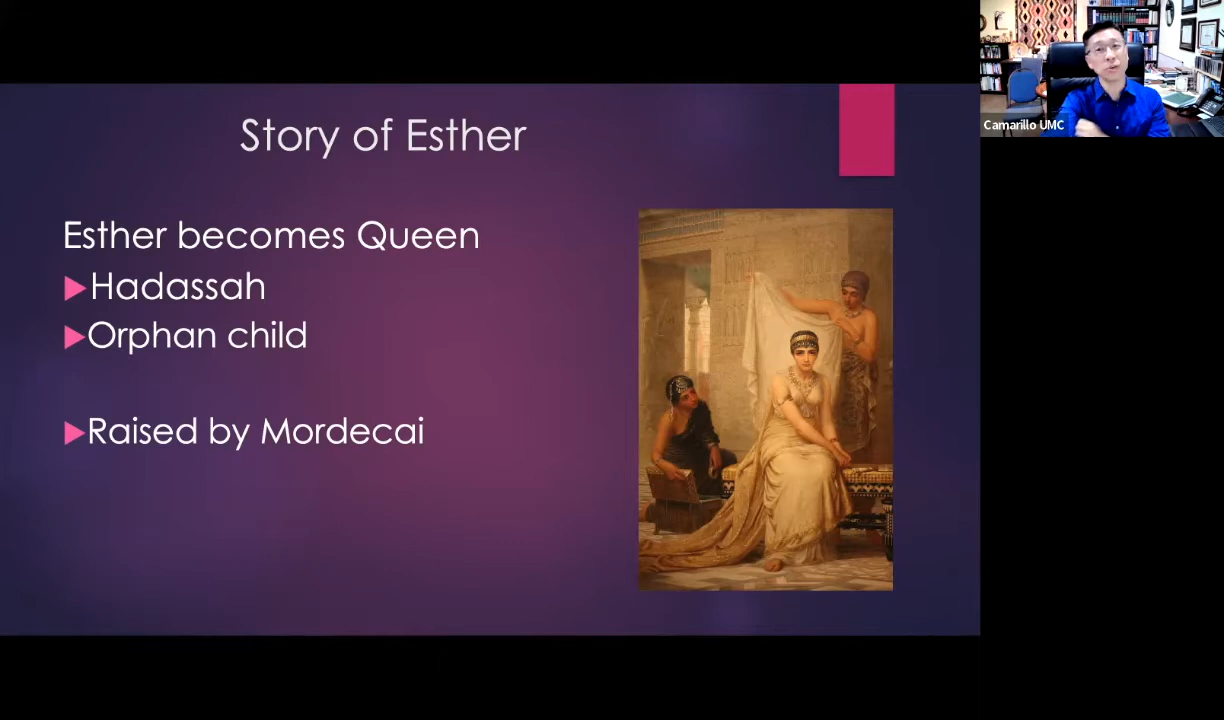 Story of Esther
Esther becomes Queen
Hadassah
Orphan child
Raised by Mordecai
Camarillo UMC